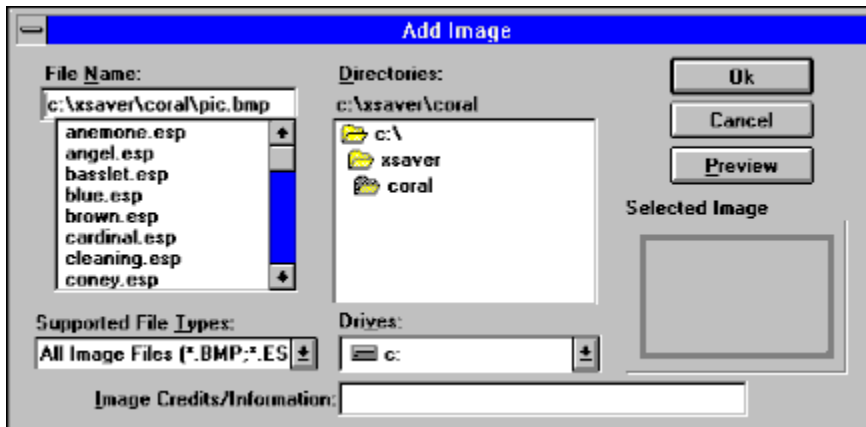 Add Image
File Name:
c:\xsaver\coral\pic.bmp
anemone.esp
angel.esp
basslet.esp
blue.esp
brown.esp
cardinal.esp
cleaning.esp
coney.esp
Supported File Types:
All Image Files (*.BMP;*.ES
Directories:
c:\xsaver\coral
c:\
xsaver
coral
Drives:
c:
Ok
Cancel
Preview
Selected Image
Image Credits/Information: